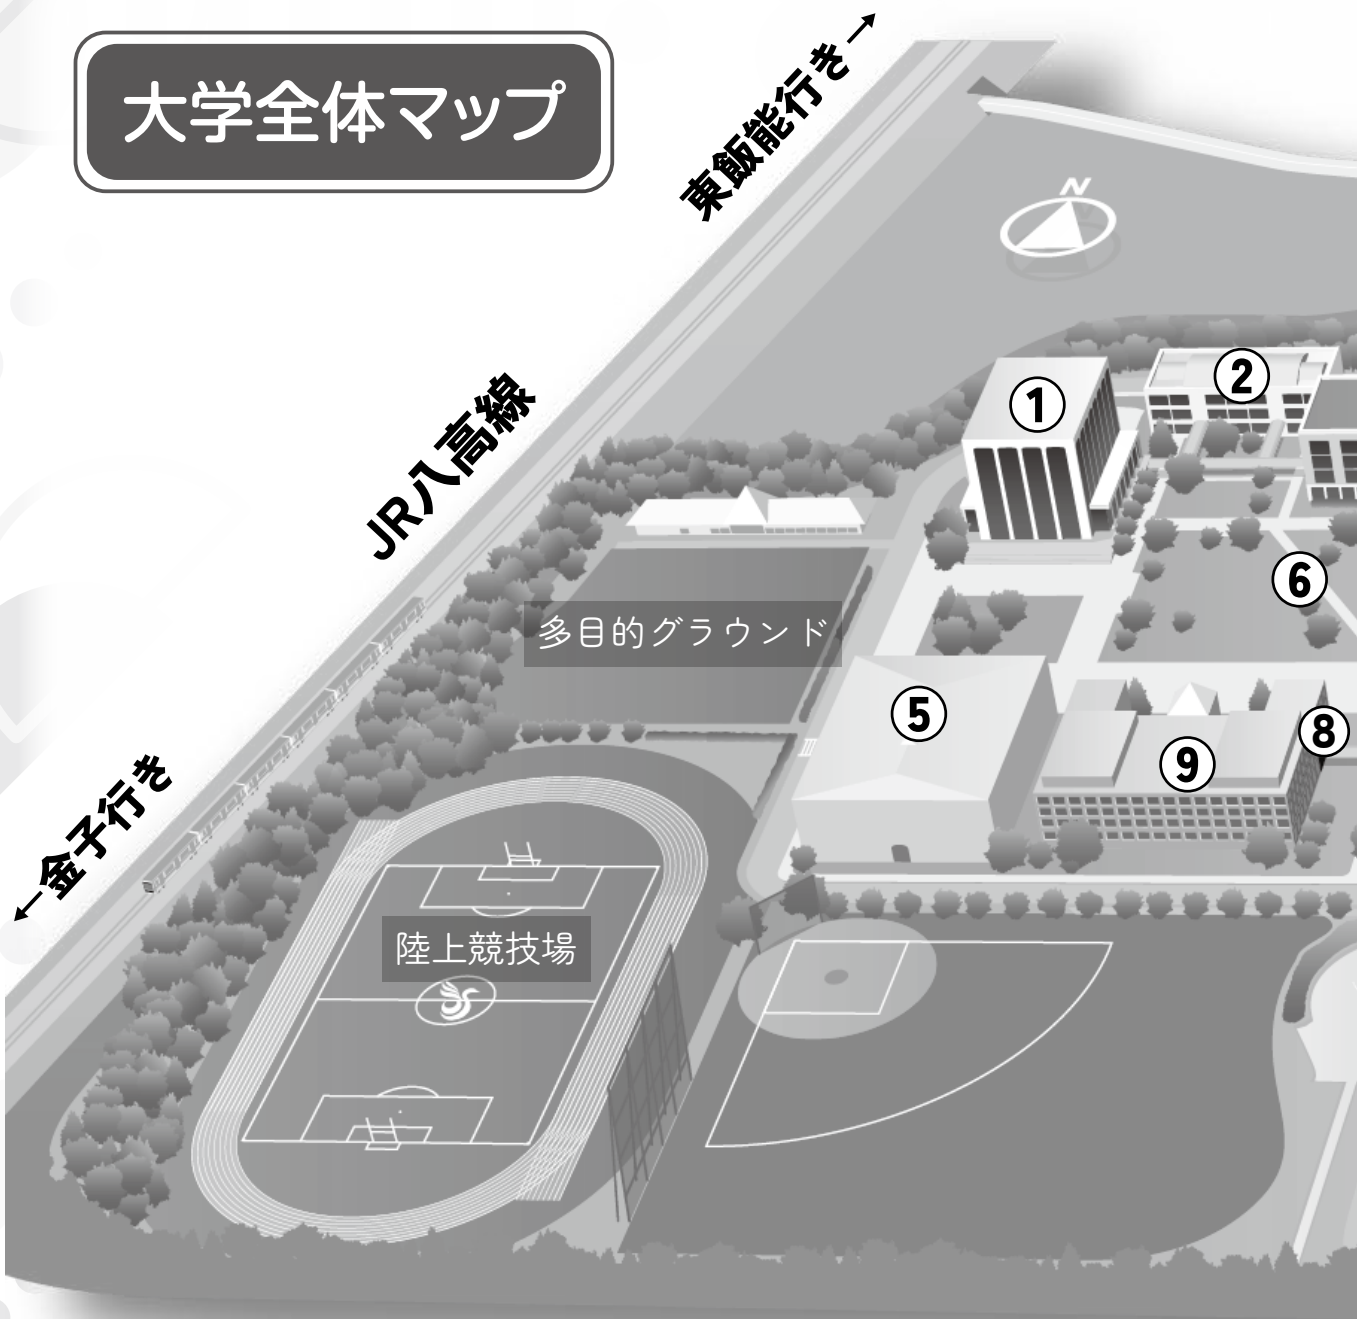 大学全体マップ
東飯能行き→
N
①
②
JR八高線
⑥
多目的グラウンド
⑤
⑧
⑨
←金子行き
陸上競技場